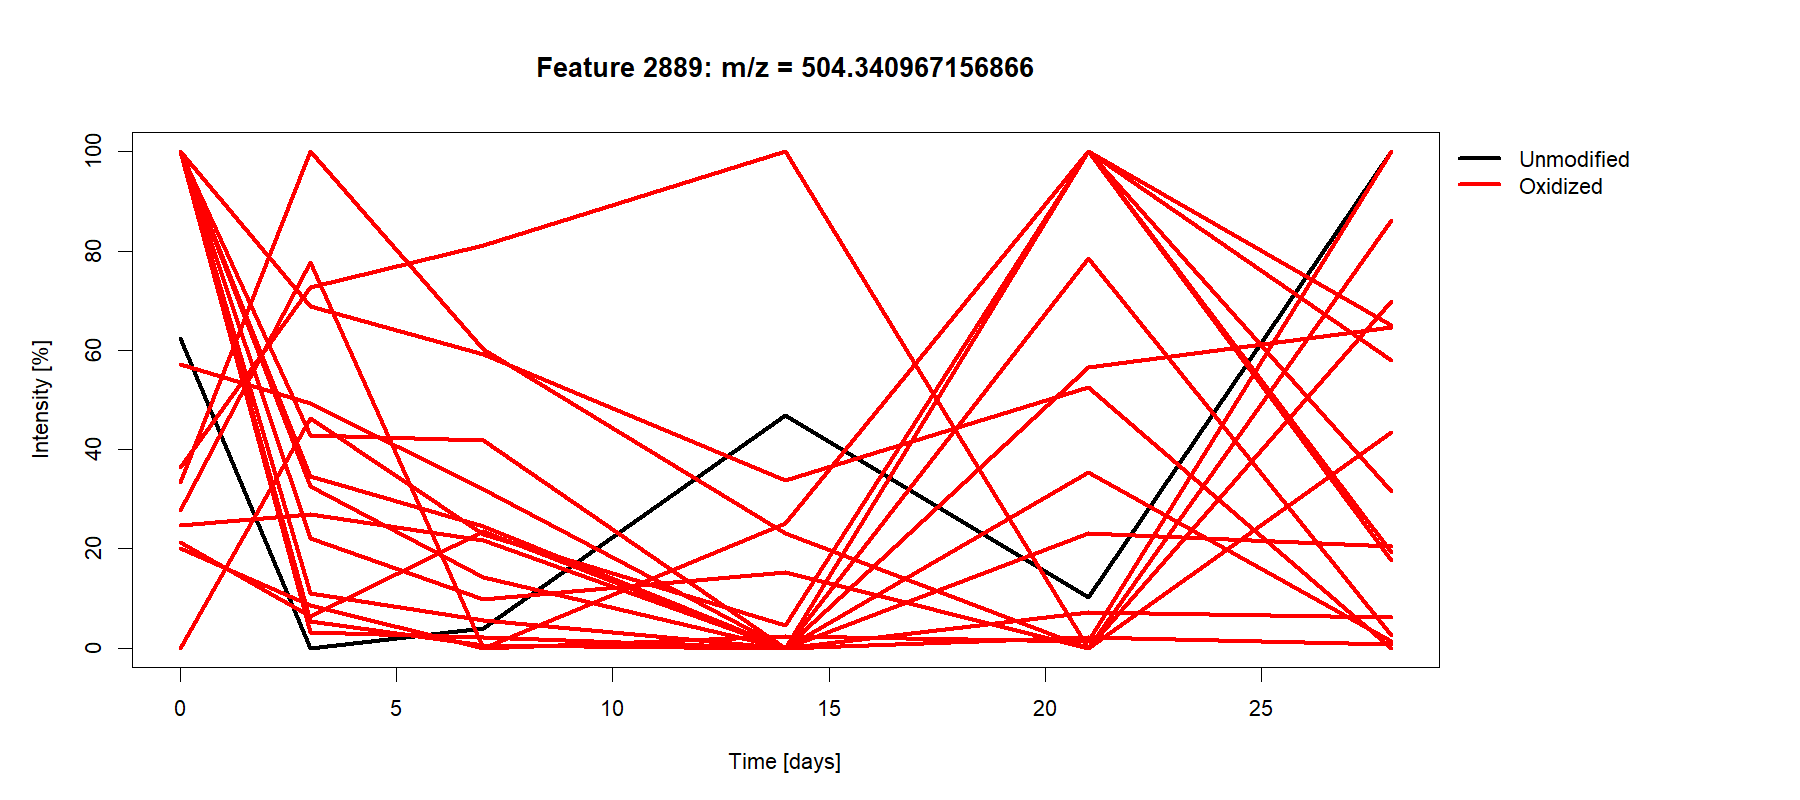 Feature 2889: m/z = 504.340967156866
Unmodified
Oxidized
Intensity [%]
100
80
60
40
20
0
0 5 10 15 20 25
Time [days]